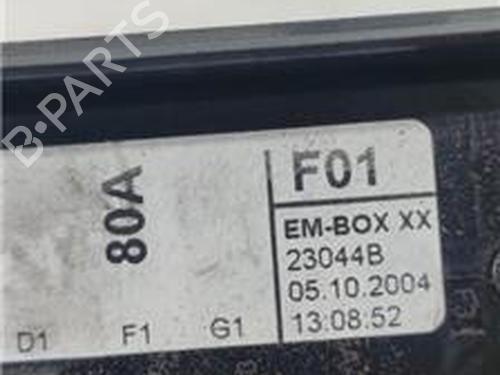 B·PARTS
80A
F01
EM-BOX XX
23044B
05.10.2004
13:08:52
D1 F1 G1